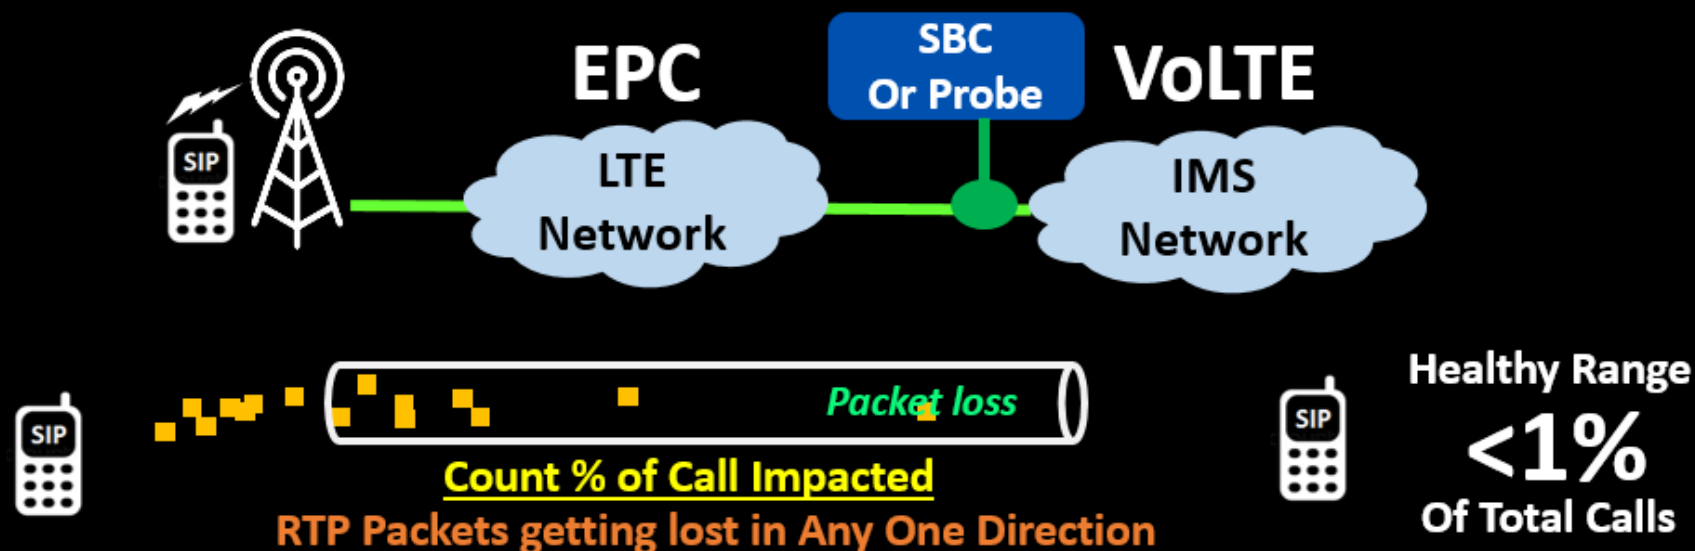 SBC
Or Probe
EPC
VoLTE
SIP
LTE
Network
IMS
Network
SIP
Packet loss
SIP
Healthy Range
<1%
Of Total Calls
Count % of Call Impacted
RTP Packets getting lost in Any One Direction